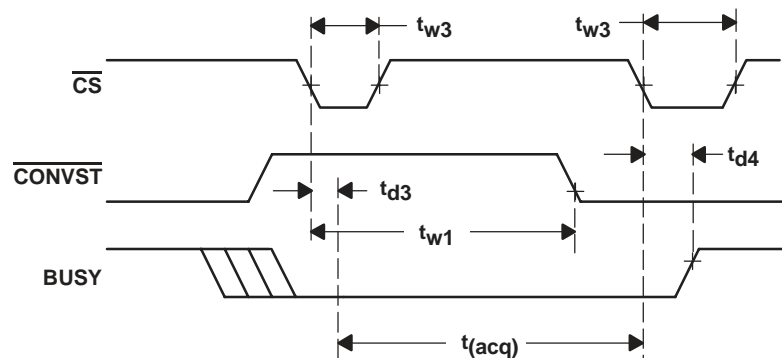 tw3
tw3
CS
td4
CONVST
td3
tw1
BUSY
t(acq)